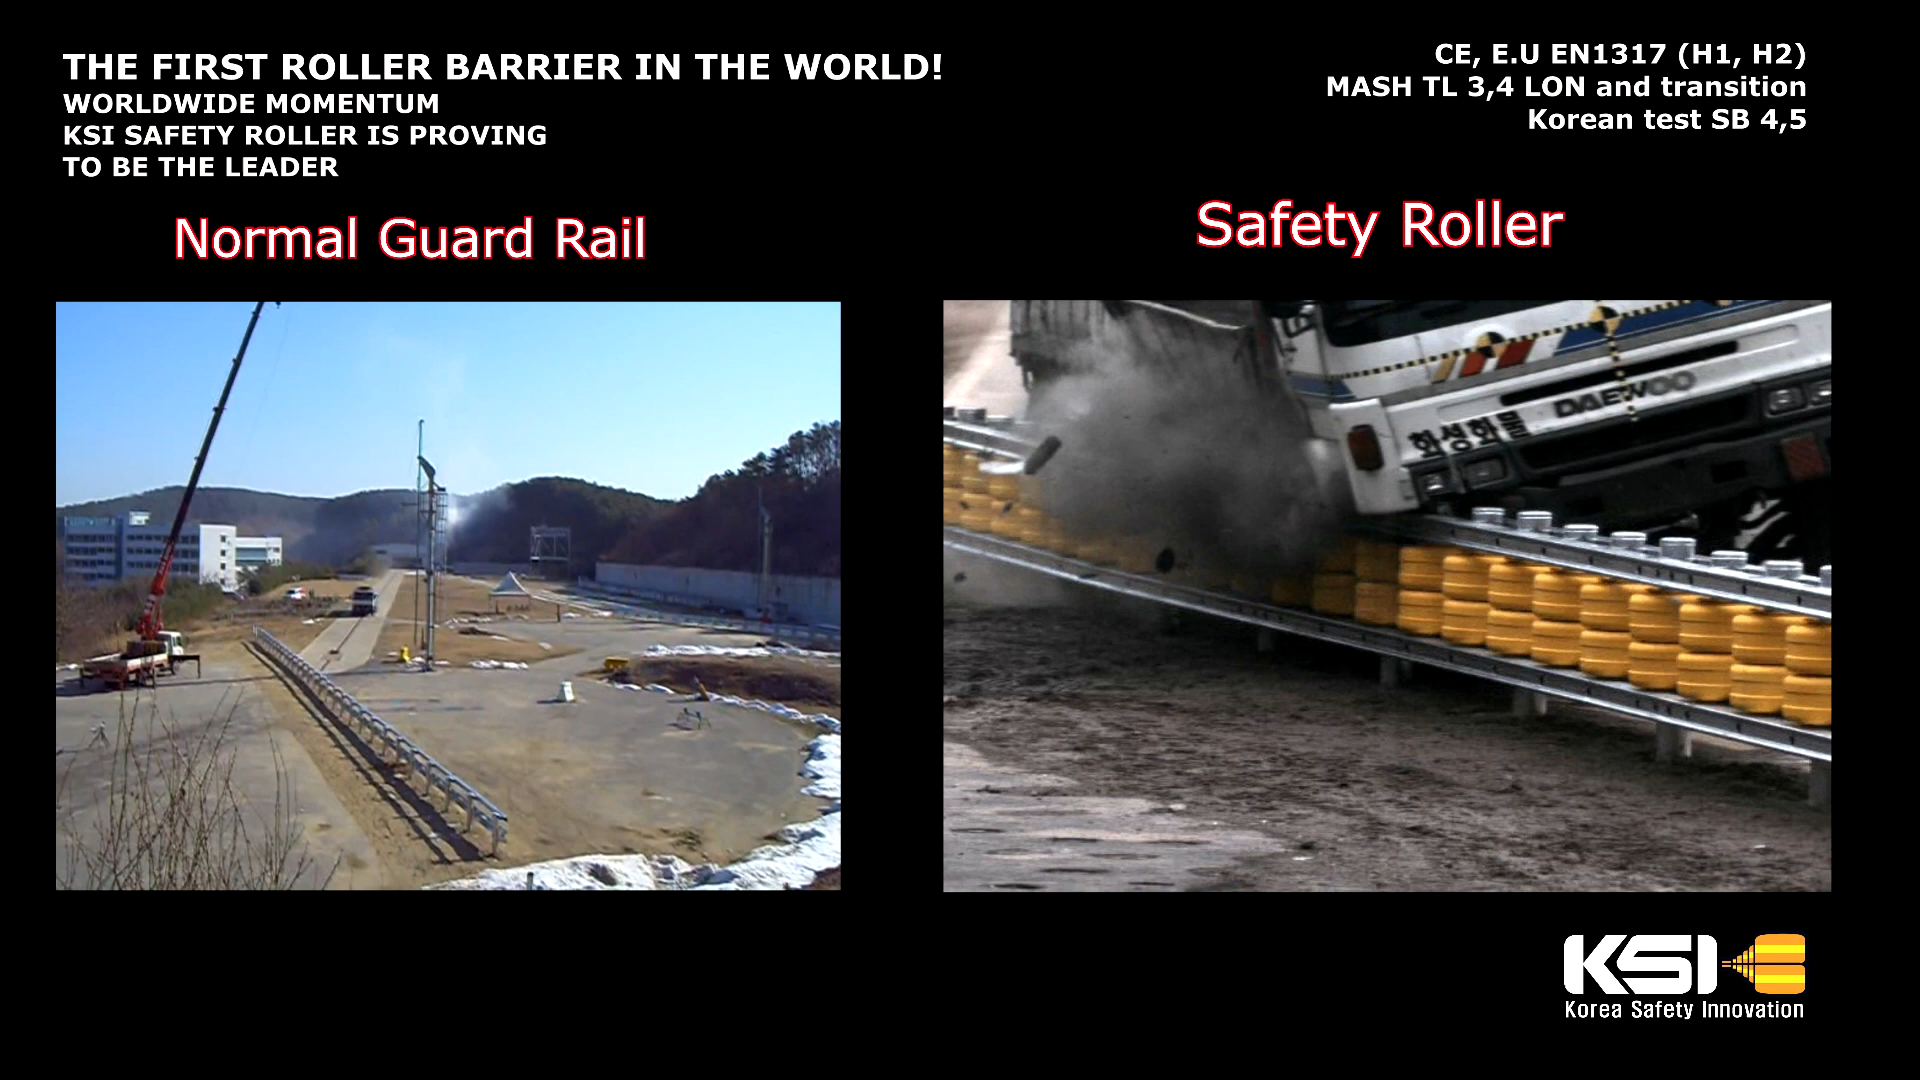 THE FIRST ROLLER BARRIER IN THE WORLD!
WORLDWIDE MOMENTUM
KSI SAFETY ROLLER IS PROVING
TO BE THE LEADER
CE, E.U EN1317 (H1, H2)
MASH TL 3,4 LON and transition
Korean test SB 4,5
Normal Guard Rail
Safety Roller
DAEWOO
화성화물
KSI
Korea Safety Innovation